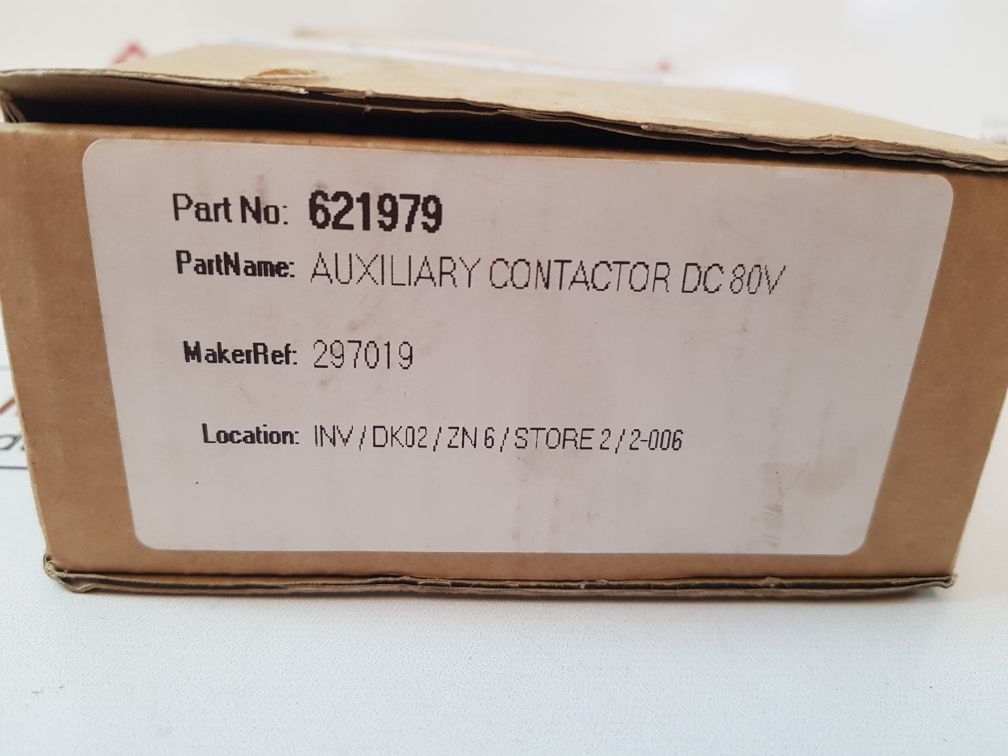 Part No: 621979
PartName: AUXILIARY CONTACTOR DC 80V
MakerRef: 297019
Location: INV / DK02 / ZN 6 / STORE 2 / 2-006